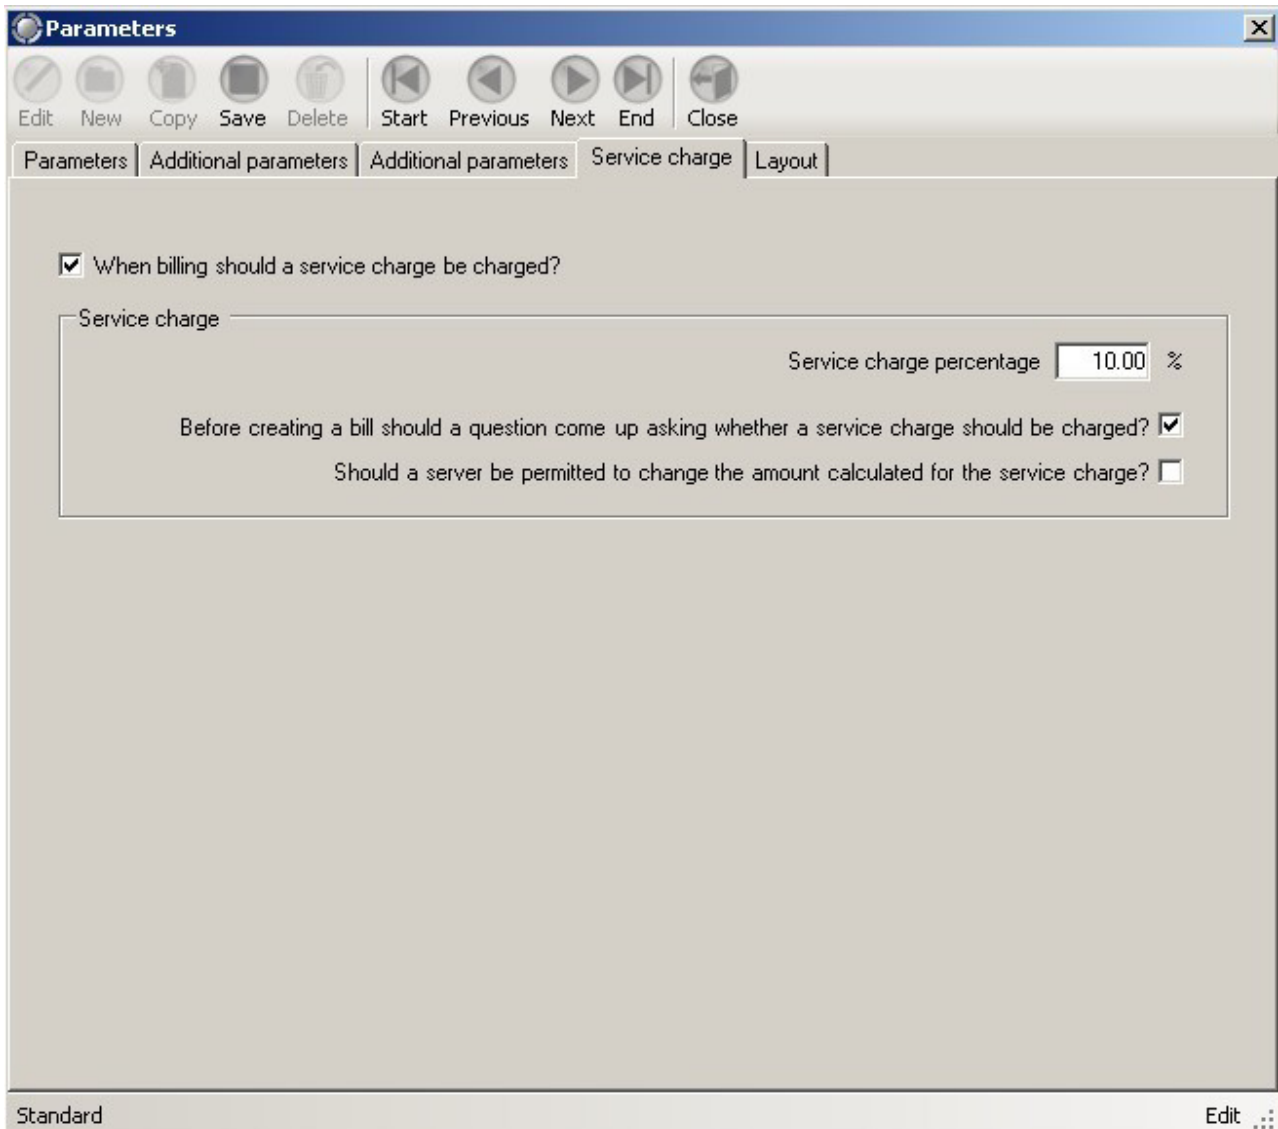 Parameters
Edit New Copy Save Delete Start Previous Next End Close
Parameters Additional parameters Additional parameters Service charge Layout
When billing should a service charge be charged?
Service charge
Service charge percentage 10.00 %
Before creating a bill should a question come up asking whether a service charge should be charged?
Should a server be permitted to change the amount calculated for the service charge?
Standard Edit